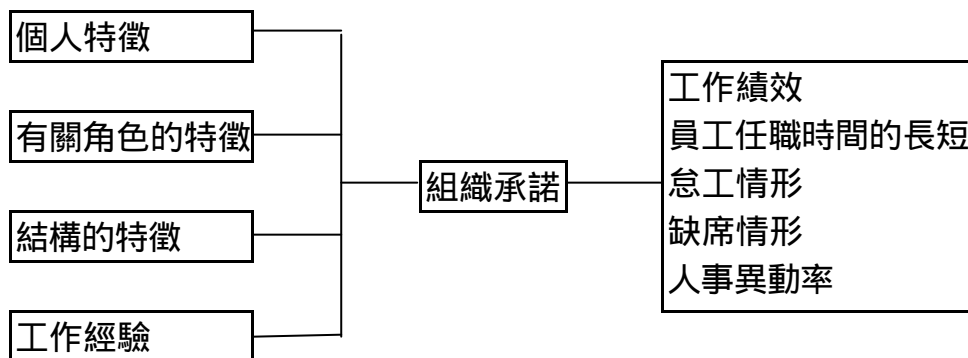 個人特徵
有關角色的特徵
結構的特徵
工作經驗
組織承諾
工作績效
員工任職時間的長短
怠工情形
缺席情形
人事異動率